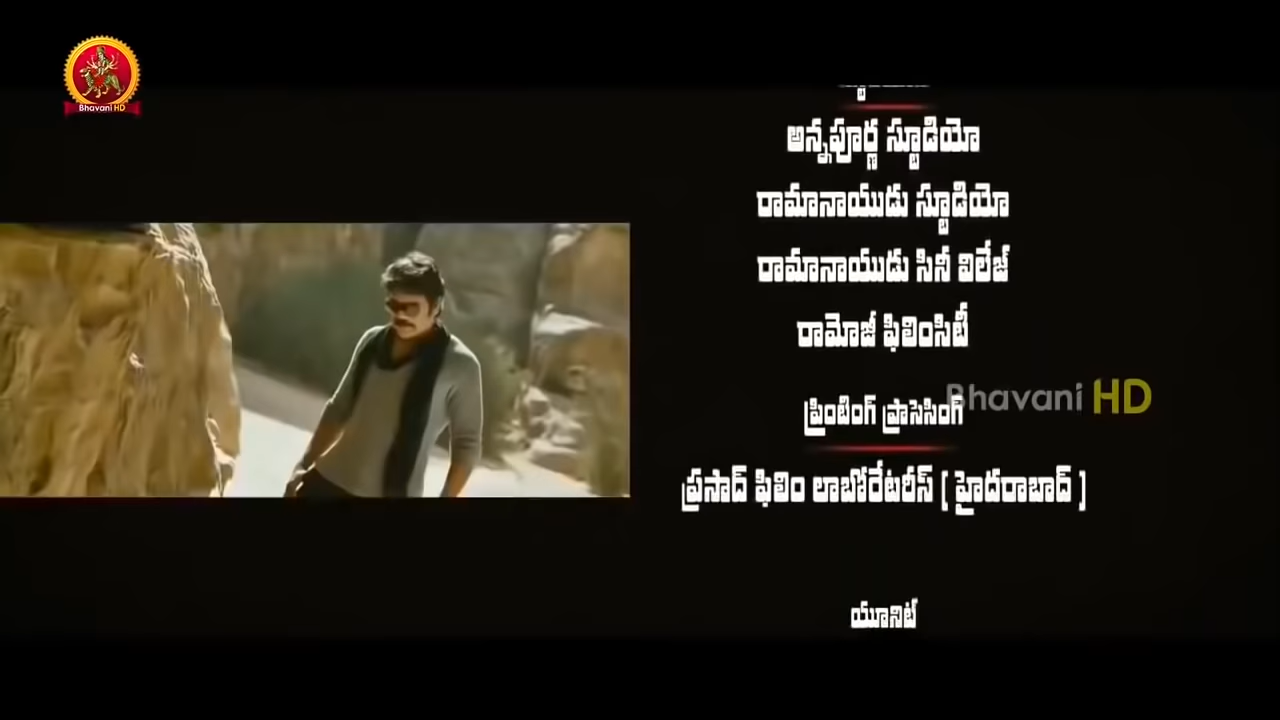 Bhavani HD
అన్నపూర్ణ స్టూడియో
రామానాయుడు స్టూడియో
రామానాయుడు సినీ విలేజ్
రామోజీ ఫిలింసిటీ
Bhavani HD
ప్రింటింగ్ ప్రాసెసింగ్
ప్రసాద్ ఫిలిం లాబోరేటరీస్ [ హైదరాబాద్ ]
యూనిట్